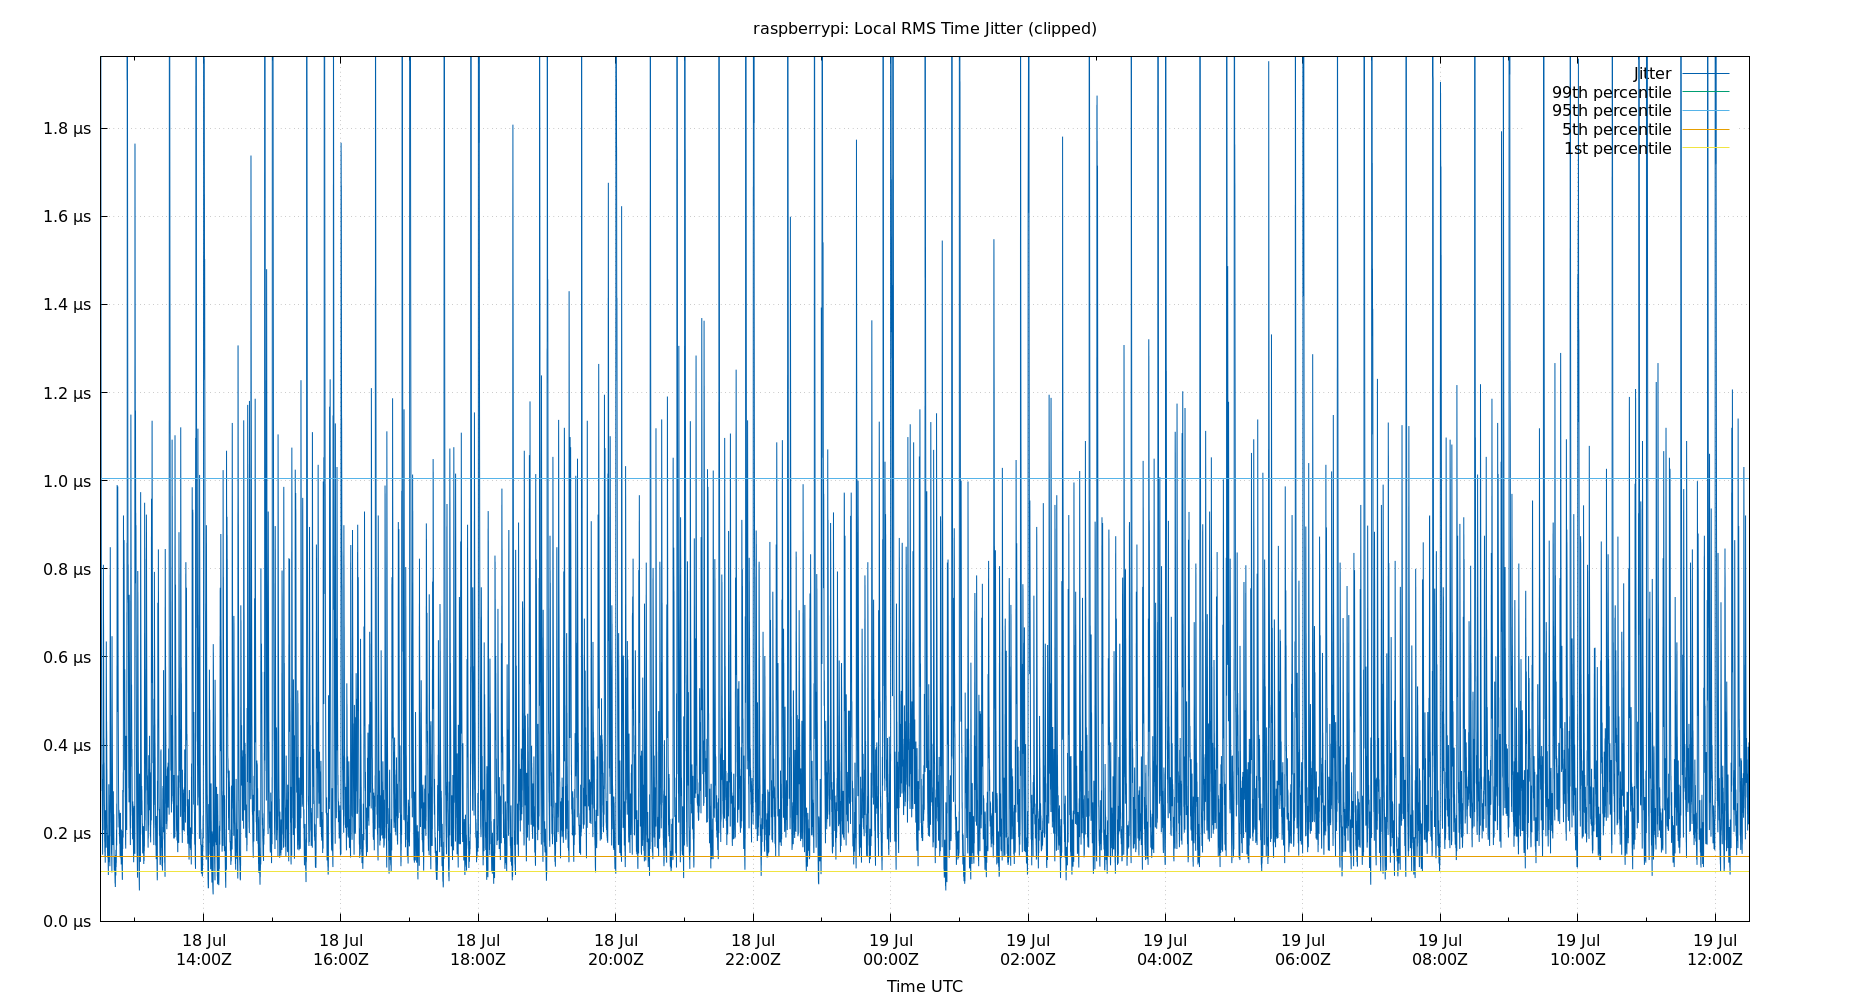 raspberrypi: Local RMS Time Jitter (clipped)
Jitter
99th percentile
95th percentile
5th percentile
1st percentile
1.8 µs
1.6 µs
1.4 µs
1.2 µs
1.0 µs
0.8 µs
0.6 µs
0.4 µs
0.2 µs
0.0 µs
18 Jul 18 Jul 18 Jul 18 Jul 18 Jul 19 Jul 19 Jul 19 Jul 19 Jul 19 Jul 19 Jul 19 Jul
14:00Z 16:00Z 18:00Z 20:00Z 22:00Z 00:00Z 02:00Z 04:00Z 06:00Z 08:00Z 10:00Z 12:00Z
Time UTC